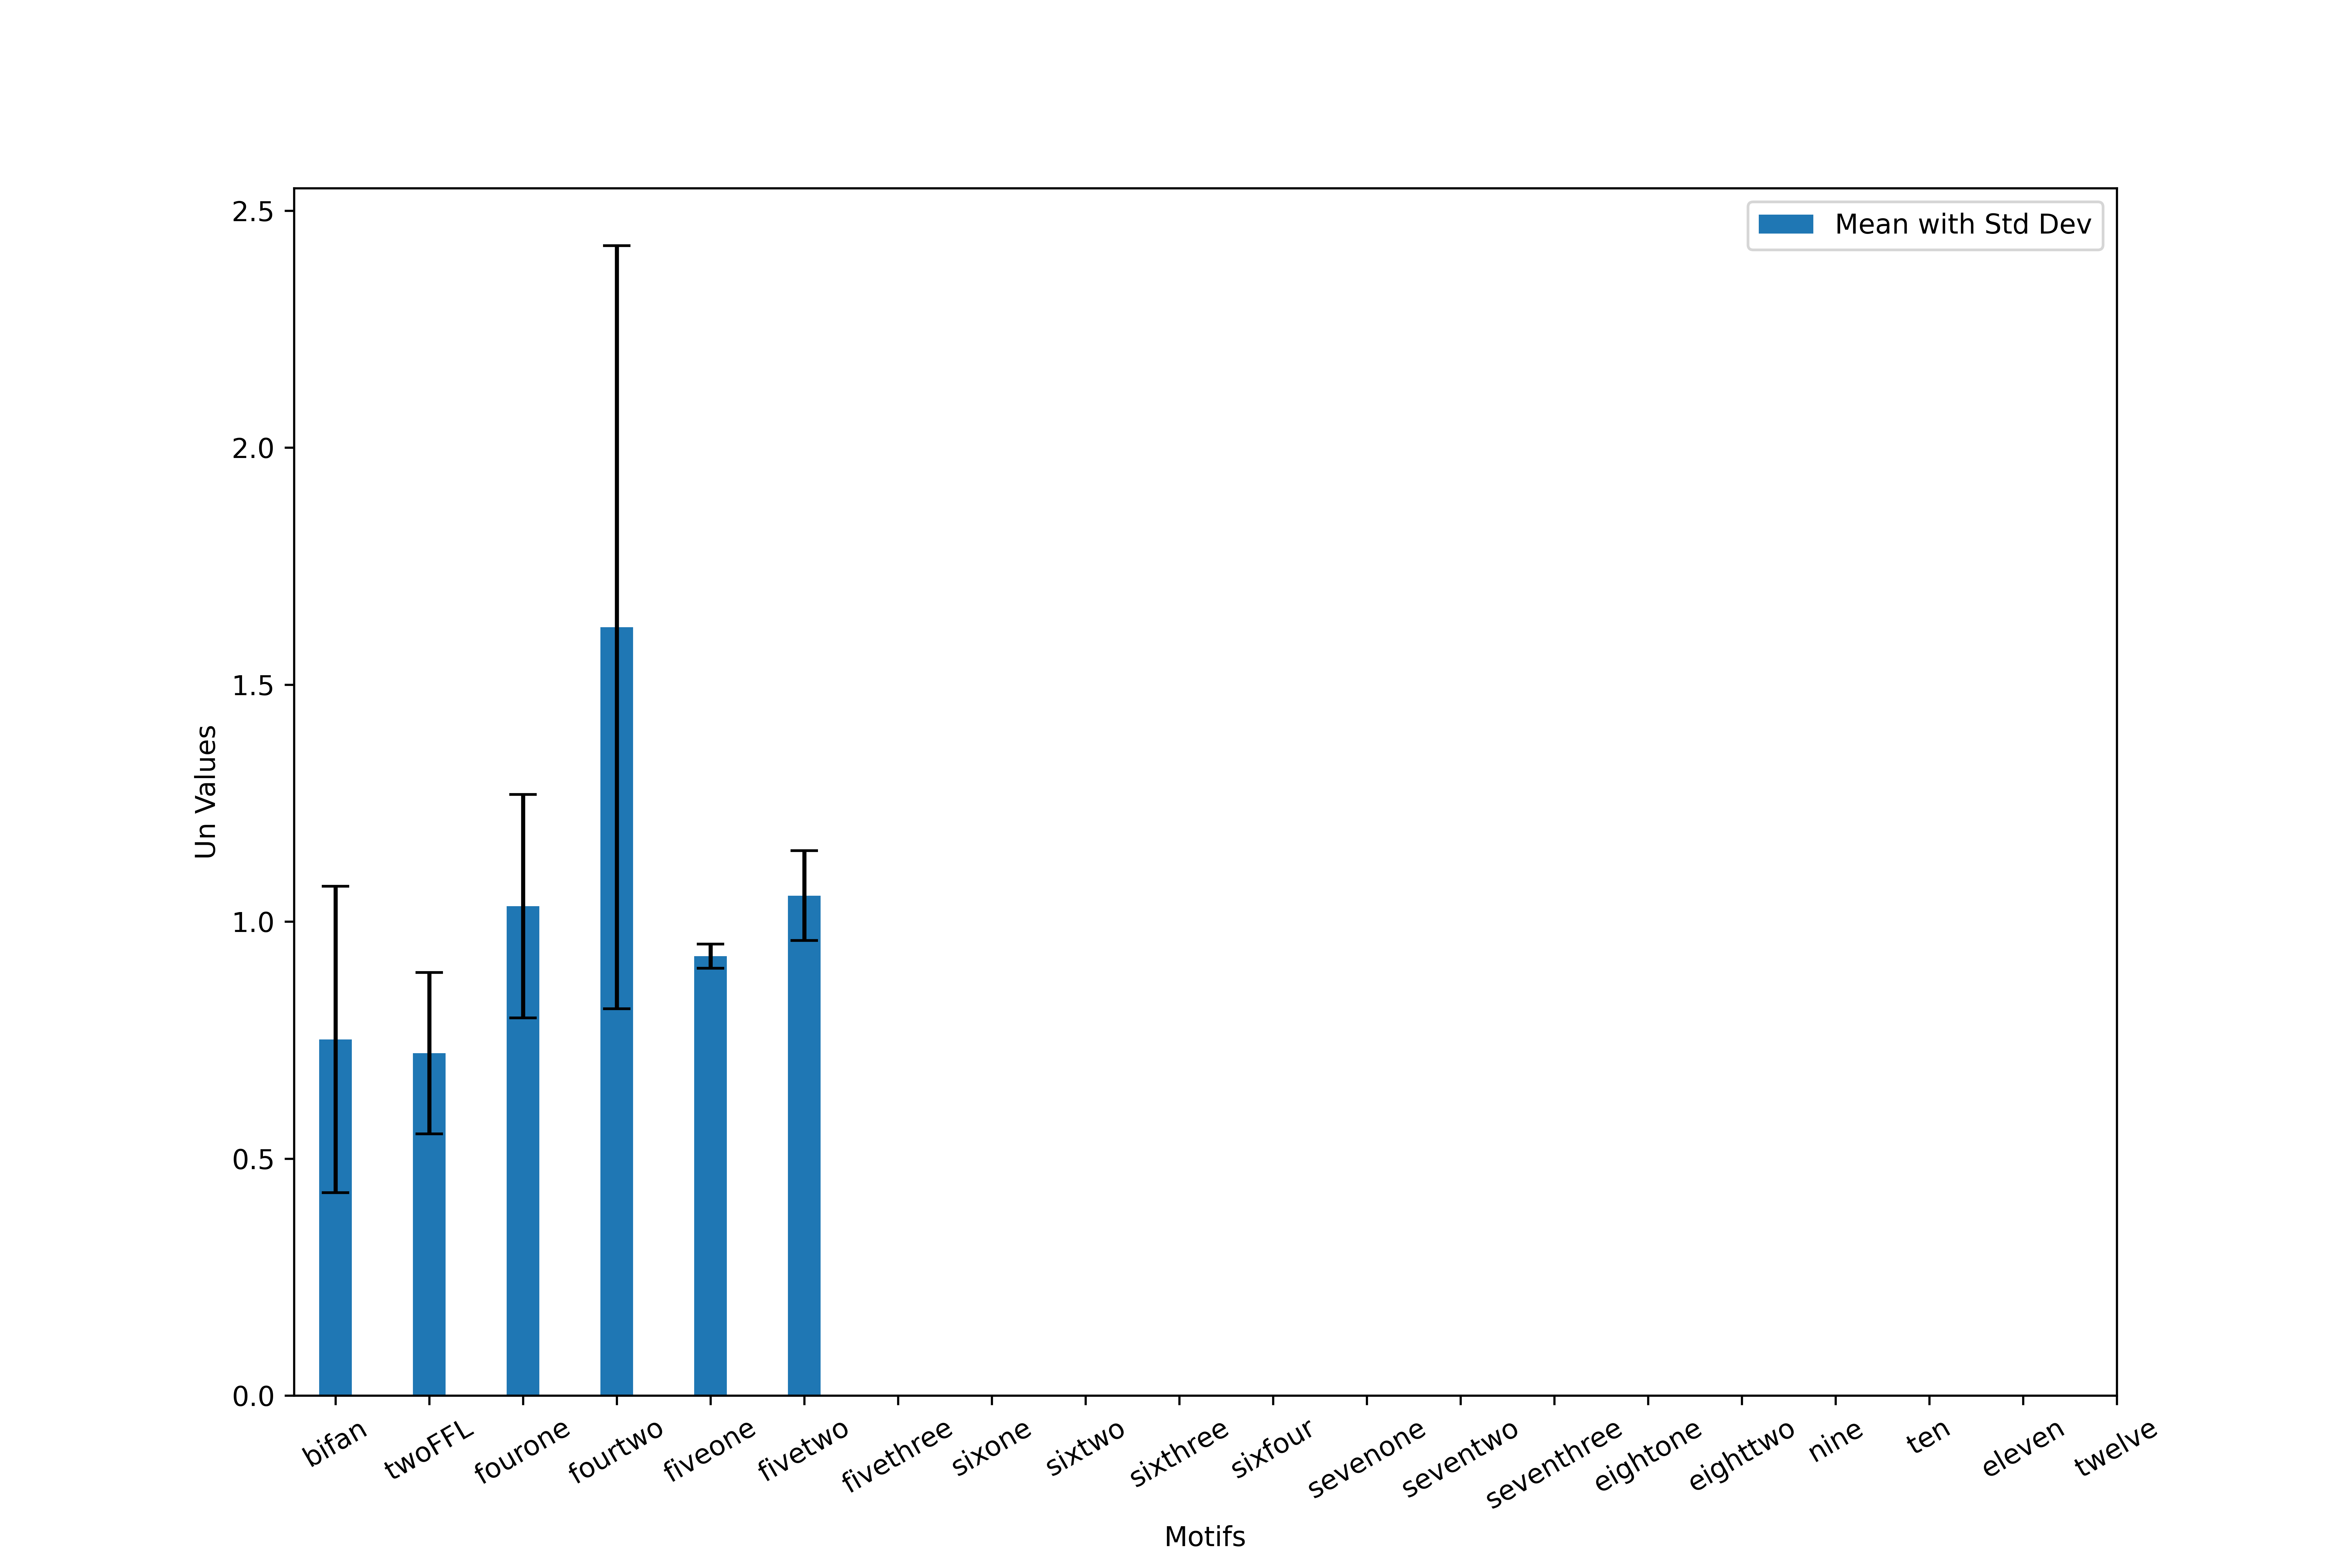 Mean with Std Dev
2.5
2.0
1.5
1.0
0.5
0.0
Un Values
bifan
twoFFL
fourone
fourtwo
fiveone
fivetwo
fivethree
sixone
sixtwo
sixthree
sixfour
sevenone
seventwo
seventhree
eightone
eighttwo
nine
ten
eleven
twelve
Motifs